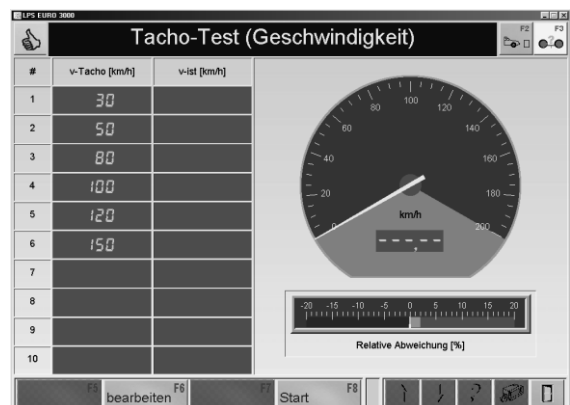 LPS EURO 3000
Tacho-Test (Geschwindigkeit)
F2
F3
# v-Tacho [km/h] v-ist [km/h]
1 30
2 50
3 80
4 100
5 120
6 150
7
8
9
10
0 20 40 60 80 100 120 140 160 180 200
km/h
-----,
-20 -15 -10 -5 0 5 10 15 20
Relative Abweichung [%]
F5
bearbeiten F6
F7
Start F8